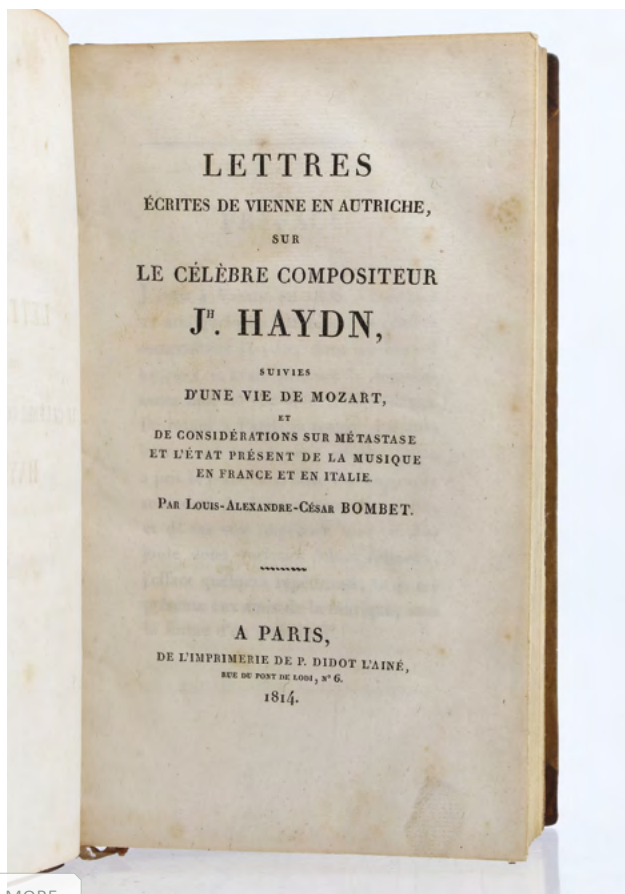 LETTRES
ÉCRITES DE VIENNE EN AUTRICHE,
SUR
LE CÉLÈBRE COMPOSITEUR
Jᴴ. HAYDN,
SUIVIES
D'UNE VIE DE MOZART,
ET
DE CONSIDÉRATIONS SUR MÉTASTASE
ET L'ÉTAT PRÉSENT DE LA MUSIQUE
EN FRANCE ET EN ITALIE.
PAR LOUIS-ALEXANDRE-CÉSAR BOMBET.
A PARIS,
DE L'IMPRIMERIE DE P. DIDOT L'AINÉ,
RUE DU PONT DE LODI, Nº 6.
1814.